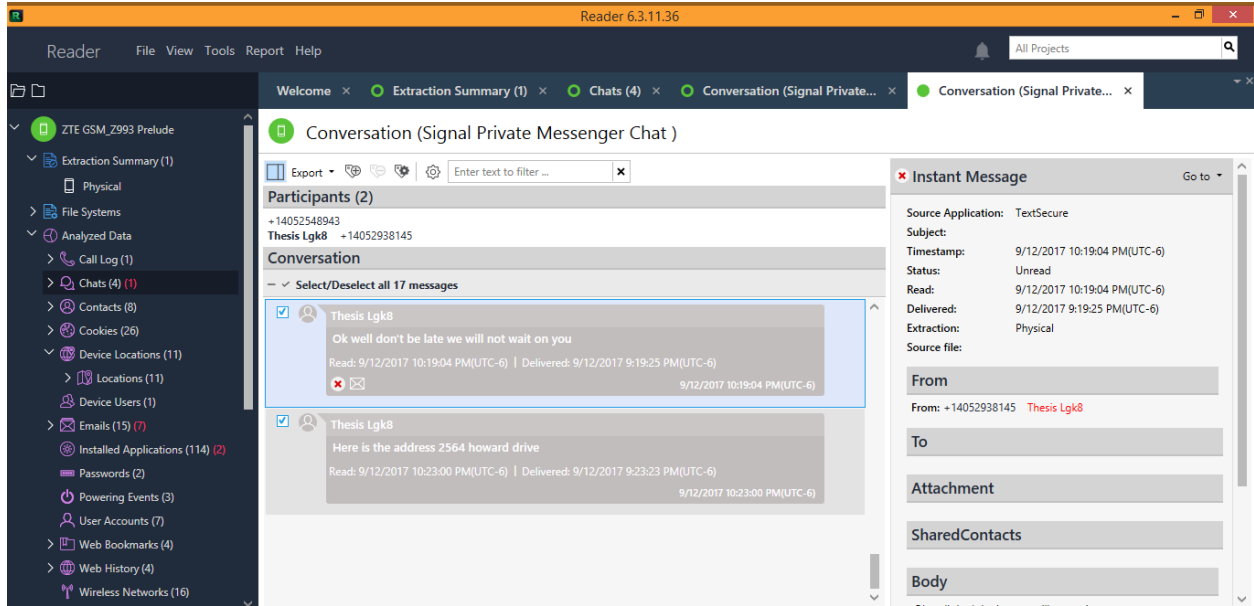 Reader 6.3.11.36
Reader File View Tools Report Help
All Projects
Welcome × Extraction Summary (1) × Chats (4) × Conversation (Signal Private... × Conversation (Signal Private... ×
ZTE GSM_Z993 Prelude
Extraction Summary (1)
Physical
File Systems
Analyzed Data
Call Log (1)
Chats (4) (1)
Contacts (8)
Cookies (26)
Device Locations (11)
Locations (11)
Device Users (1)
Emails (15) (7)
Installed Applications (114) (2)
Passwords (2)
Powering Events (3)
User Accounts (7)
Web Bookmarks (4)
Web History (4)
Wireless Networks (16)
Conversation (Signal Private Messenger Chat )
Export
Enter text to filter ...
Participants (2)
+14052548943
Thesis Lgk8 +14052938145
Conversation
Select/Deselect all 17 messages
Thesis Lgk8
Ok well don't be late we will not wait on you
Read: 9/12/2017 10:19:04 PM(UTC-6) | Delivered: 9/12/2017 9:19:25 PM(UTC-6)
9/12/2017 10:19:04 PM(UTC-6)
Thesis Lgk8
Here is the address 2564 howard drive
Read: 9/12/2017 10:23:00 PM(UTC-6) | Delivered: 9/12/2017 9:23:23 PM(UTC-6)
9/12/2017 10:23:00 PM(UTC-6)
Instant Message Go to
Source Application: TextSecure
Subject:
Timestamp: 9/12/2017 10:19:04 PM(UTC-6)
Status: Unread
Read: 9/12/2017 10:19:04 PM(UTC-6)
Delivered: 9/12/2017 9:19:25 PM(UTC-6)
Extraction: Physical
Source file:
From
From: +14052938145 Thesis Lgk8
To
Attachment
SharedContacts
Body